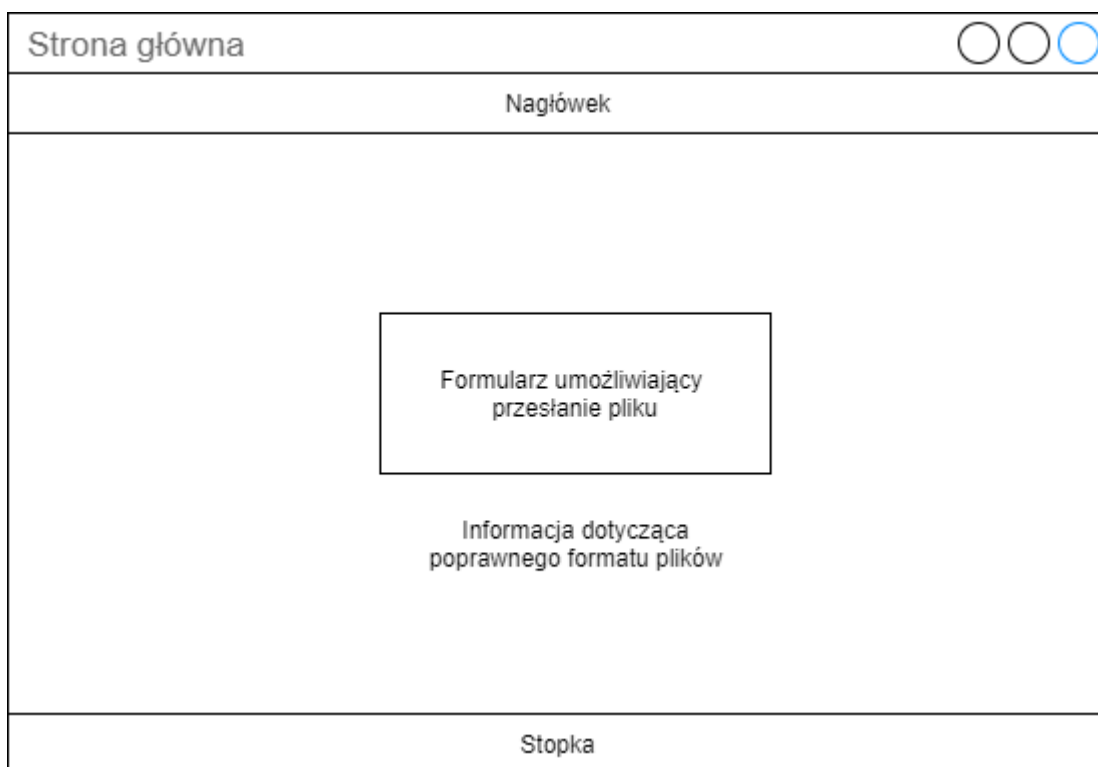 Strona główna
Nagłówek
Formularz umożliwiający
przesłanie pliku
Informacja dotycząca
poprawnego formatu plików
Stopka